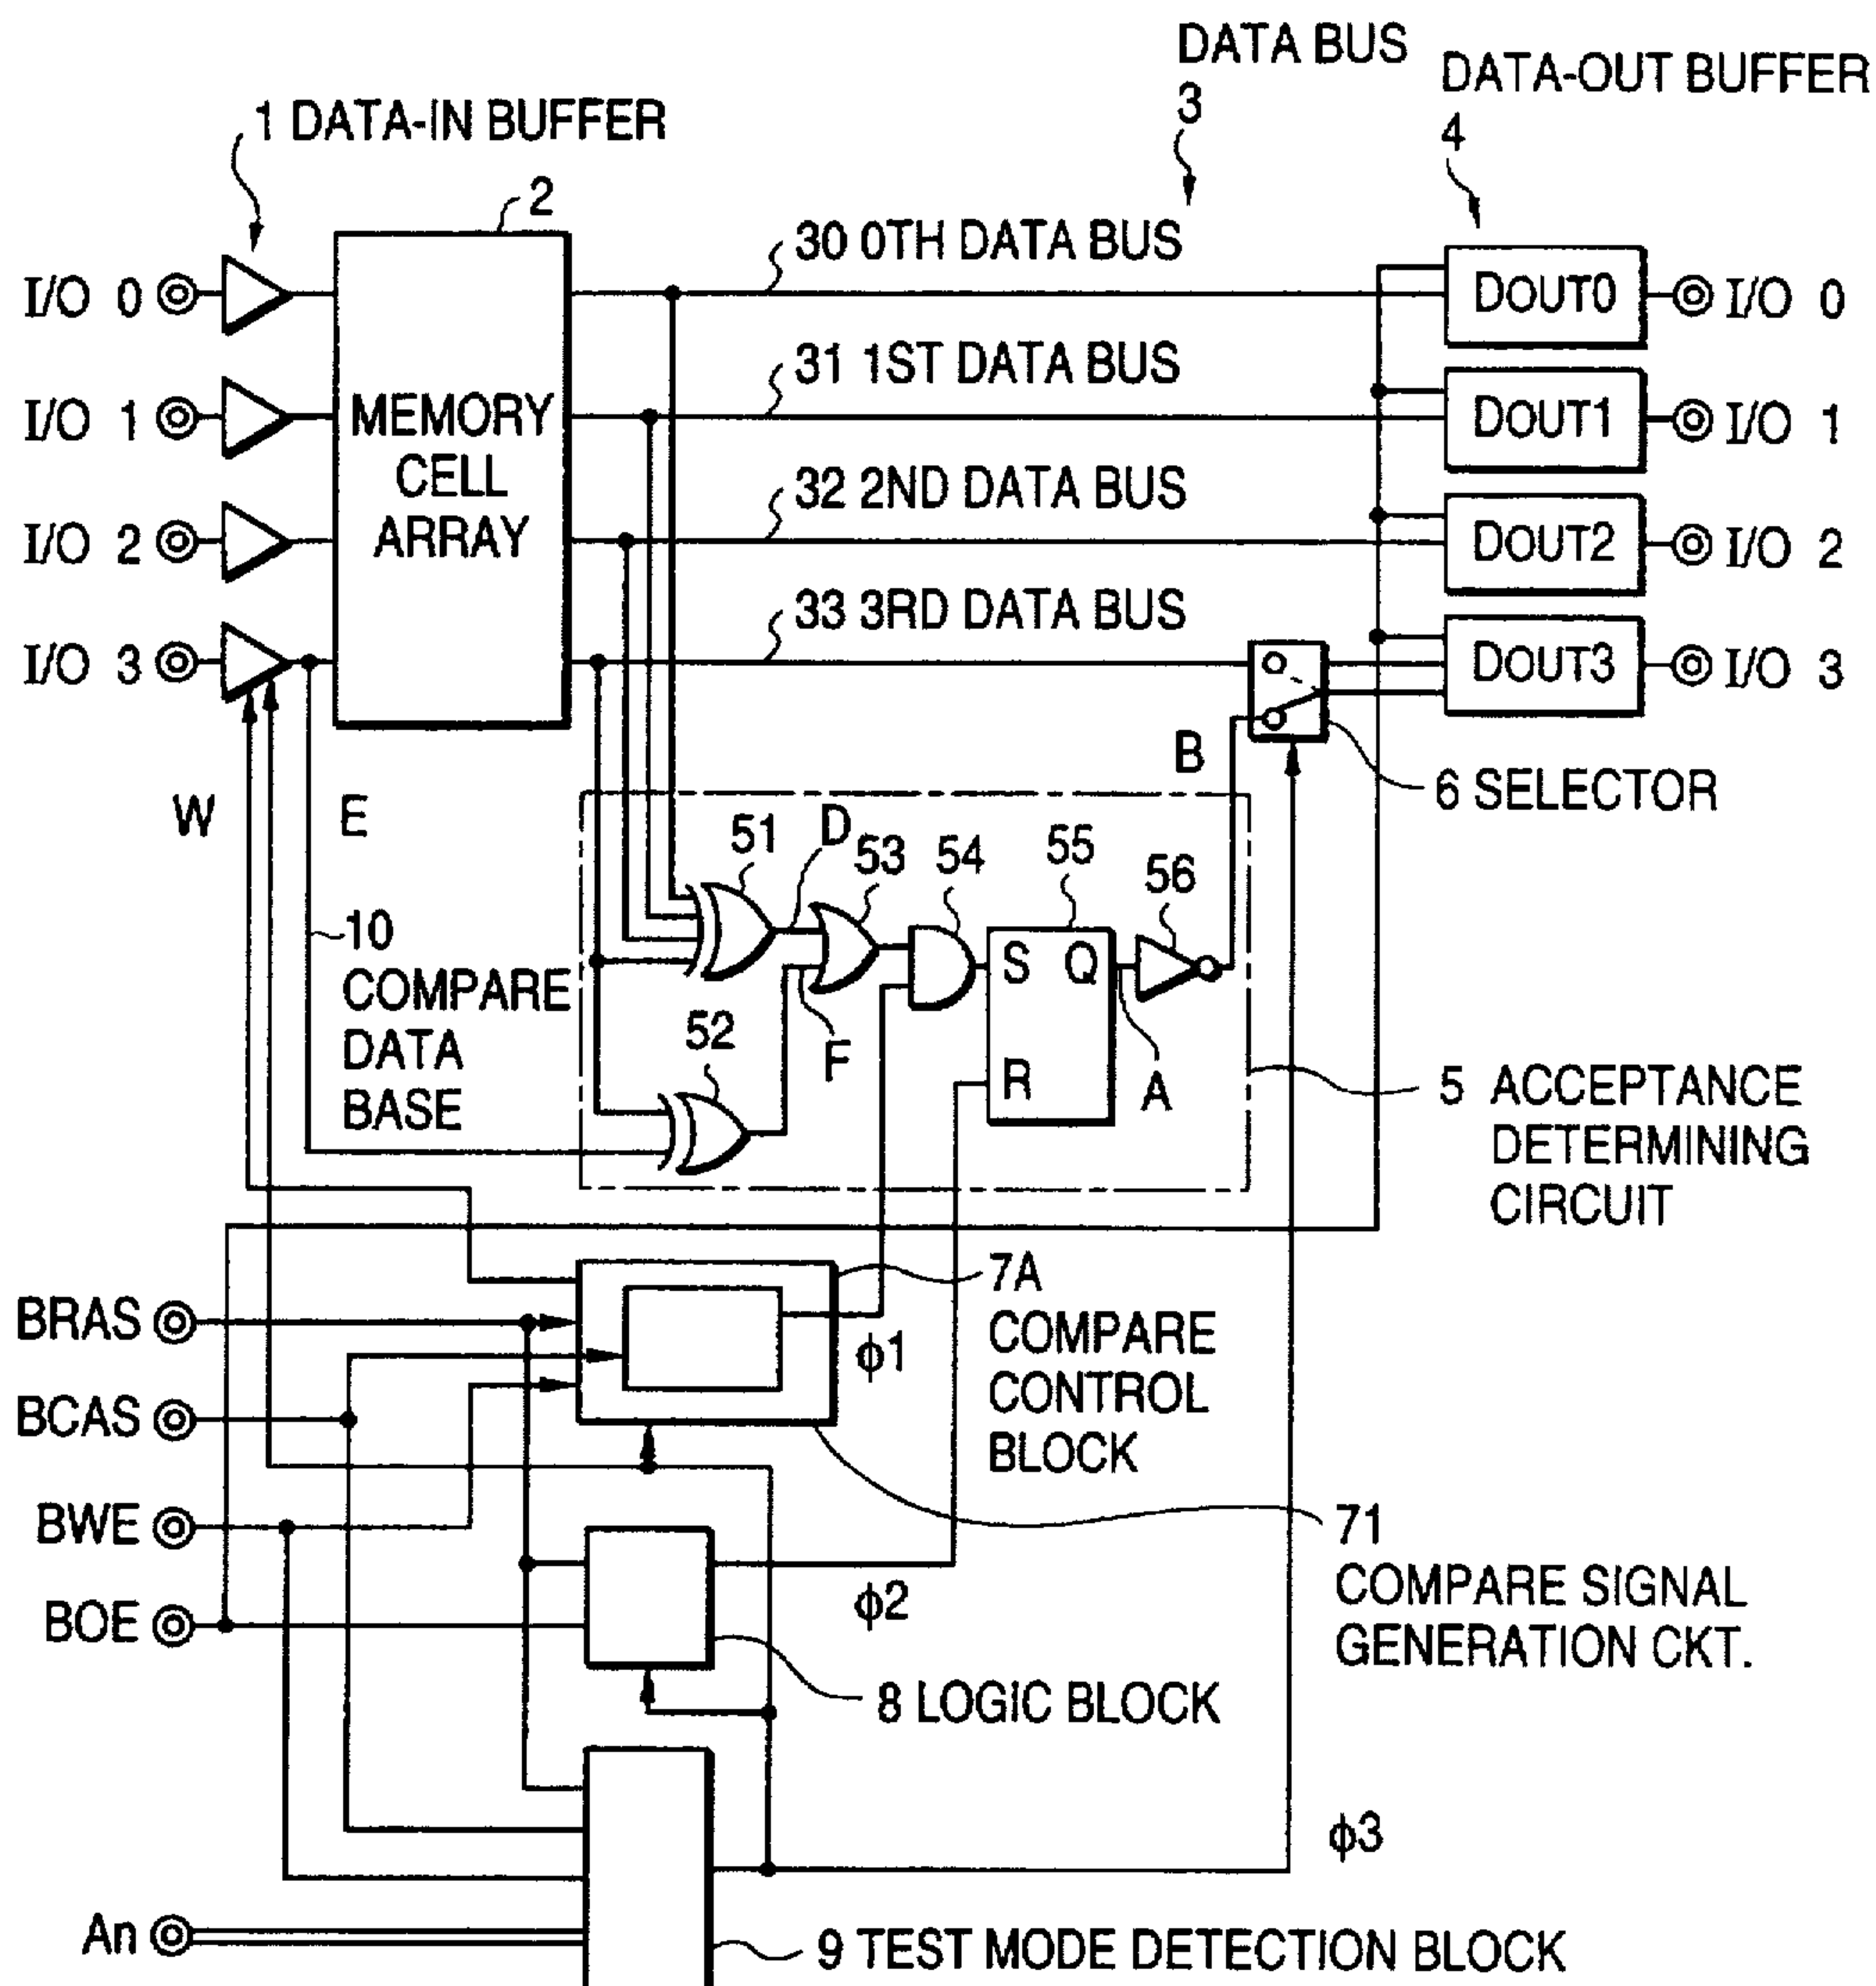 DATA BUS
3
DATA-OUT BUFFER
4
1 DATA-IN BUFFER
2
30 0TH DATA BUS
I/O 0
DOUT0
I/O 0
31 1ST DATA BUS
I/O 1
MEMORY
CELL
ARRAY
DOUT1
I/O 1
32 2ND DATA BUS
I/O 2
DOUT2
I/O 2
33 3RD DATA BUS
I/O 3
DOUT3
I/O 3
B
6 SELECTOR
W
E
51
D
53
54
55
56
10
COMPARE
DATA
BASE
S
Q
52
F
R
A
5 ACCEPTANCE
DETERMINING
CIRCUIT
7A
COMPARE
CONTROL
BLOCK
BRAS
ϕ1
BCAS
BWE
71
COMPARE SIGNAL
GENERATION CKT.
ϕ2
BOE
8 LOGIC BLOCK
ϕ3
An
9 TEST MODE DETECTION BLOCK